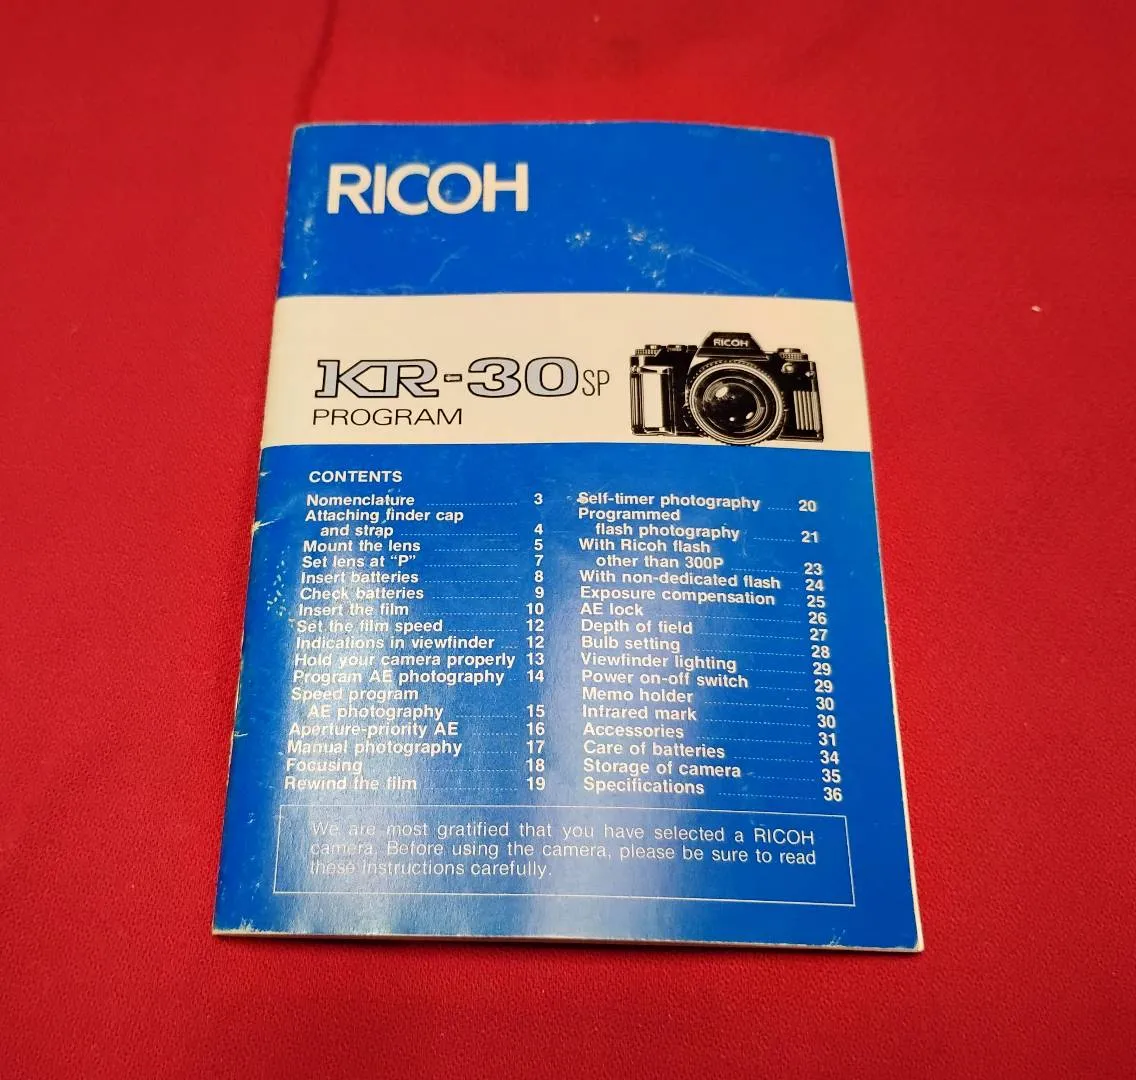 RICOH
KR-30 SP
PROGRAM
RICOH
CONTENTS
Nomenclature 3
Attaching finder cap
and strap 4
Mount the lens 5
Set lens at “P” 7
Insert batteries 8
Check batteries 9
Insert the film 10
Set the film speed 12
Indications in viewfinder 12
Hold your camera properly 13
Program AE photography 14
Speed program
AE photography 15
Aperture-priority AE 16
Manual photography 17
Focusing 18
Rewind the film 19
Self-timer photography 20
Programmed
flash photography 21
With Ricoh flash
other than 300P 23
With non-dedicated flash 24
Exposure compensation 25
AE lock 26
Depth of field 27
Bulb setting 28
Viewfinder lighting 29
Power on-off switch 29
Memo holder 30
Infrared mark 30
Accessories 31
Care of batteries 34
Storage of camera 35
Specifications 36
We are most gratified that you have selected a RICOH
camera. Before using the camera, please be sure to read
these instructions carefully.